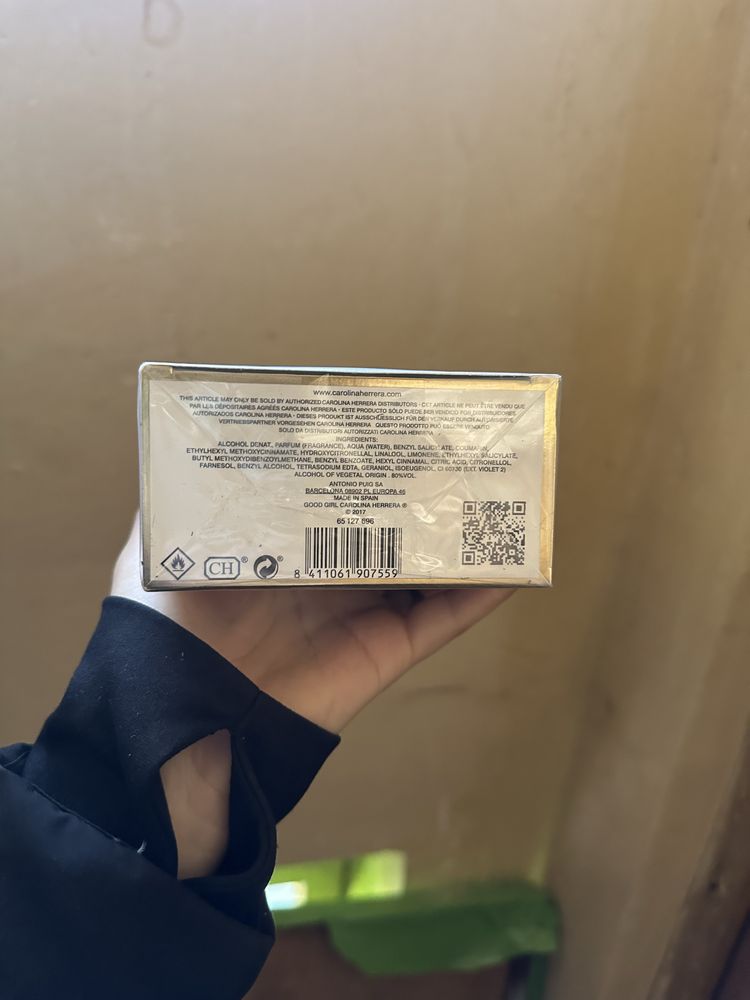 www.carolinaherrera.com
THIS ARTICLE MAY ONLY BE SOLD BY AUTHORIZED CAROLINA HERRERA DISTRIBUTORS · CET ARTICLE NE PEUT ÊTRE VENDU QUE
PAR LES DÉPOSITAIRES AGRÉÉS CAROLINA HERRERA · ESTE PRODUCTO SÓLO PUEDE SER VENDIDO POR DISTRIBUIDORES
AUTORIZADOS CAROLINA HERRERA · DIESES PRODUKT IST AUSSCHLIESSLICH FÜR DEN VERKAUF DURCH AUTORISIERTE
VERTRIEBSPARTNER VORGESEHEN CAROLINA HERRERA · QUESTO PRODOTTO PUÒ ESSERE VENDUTO
SOLO DA DISTRIBUTORI AUTORIZZATI CAROLINA HERRERA
INGREDIENTS:
ALCOHOL DENAT., PARFUM (FRAGRANCE), AQUA (WATER), BENZYL SALICYLATE, COUMARIN,
ETHYLHEXYL METHOXYCINNAMATE, HYDROXYCITRONELLAL, LINALOOL, LIMONENE, ETHYLHEXYL SALICYLATE,
BUTYL METHOXYDIBENZOYLMETHANE, BENZYL BENZOATE, HEXYL CINNAMAL, CITRIC ACID, CITRONELLOL,
FARNESOL, BENZYL ALCOHOL, TETRASODIUM EDTA, GERANIOL, ISOEUGENOL, CI 60730 (EXT. VIOLET 2)
ALCOHOL OF VEGETAL ORIGIN . 80%VOL.
ANTONIO PUIG SA
BARCELONA 08902 PL EUROPA 46
MADE IN SPAIN
GOOD GIRL CAROLINA HERRERA ®
© 2017
65 127 696
CH®
8 411061 907559